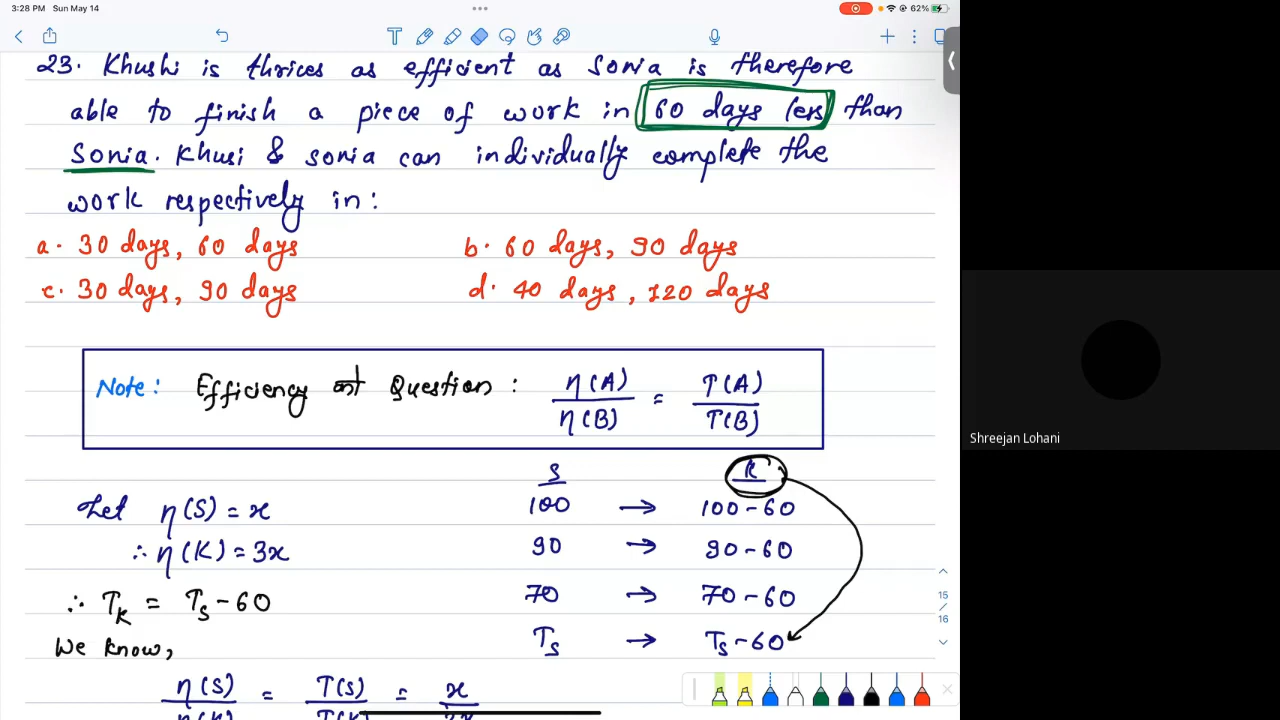 3:28 PM Sun May 14
62%
23. Khushi is thrices as efficient as Sonia is therefore
able to finish a piece of work in 60 days less than
Sonia. Khusi & sonia can individually complete the
work respectively in:
a. 30 days, 60 days b. 60 days, 90 days
c. 30 days, 90 days d. 40 days, 120 days
Note: Efficiency Question: η(A)/η(B) = T(A)/T(B)
S K
Let η(S) = x 100 → 100-60
∴ η(K) = 3x 90 → 90-60
70 → 70-60
∴ T_K = T_S - 60
T_S → T_S-60
We know,
η(S) = T(S) = x
15
/
16
Shreejan Lohani